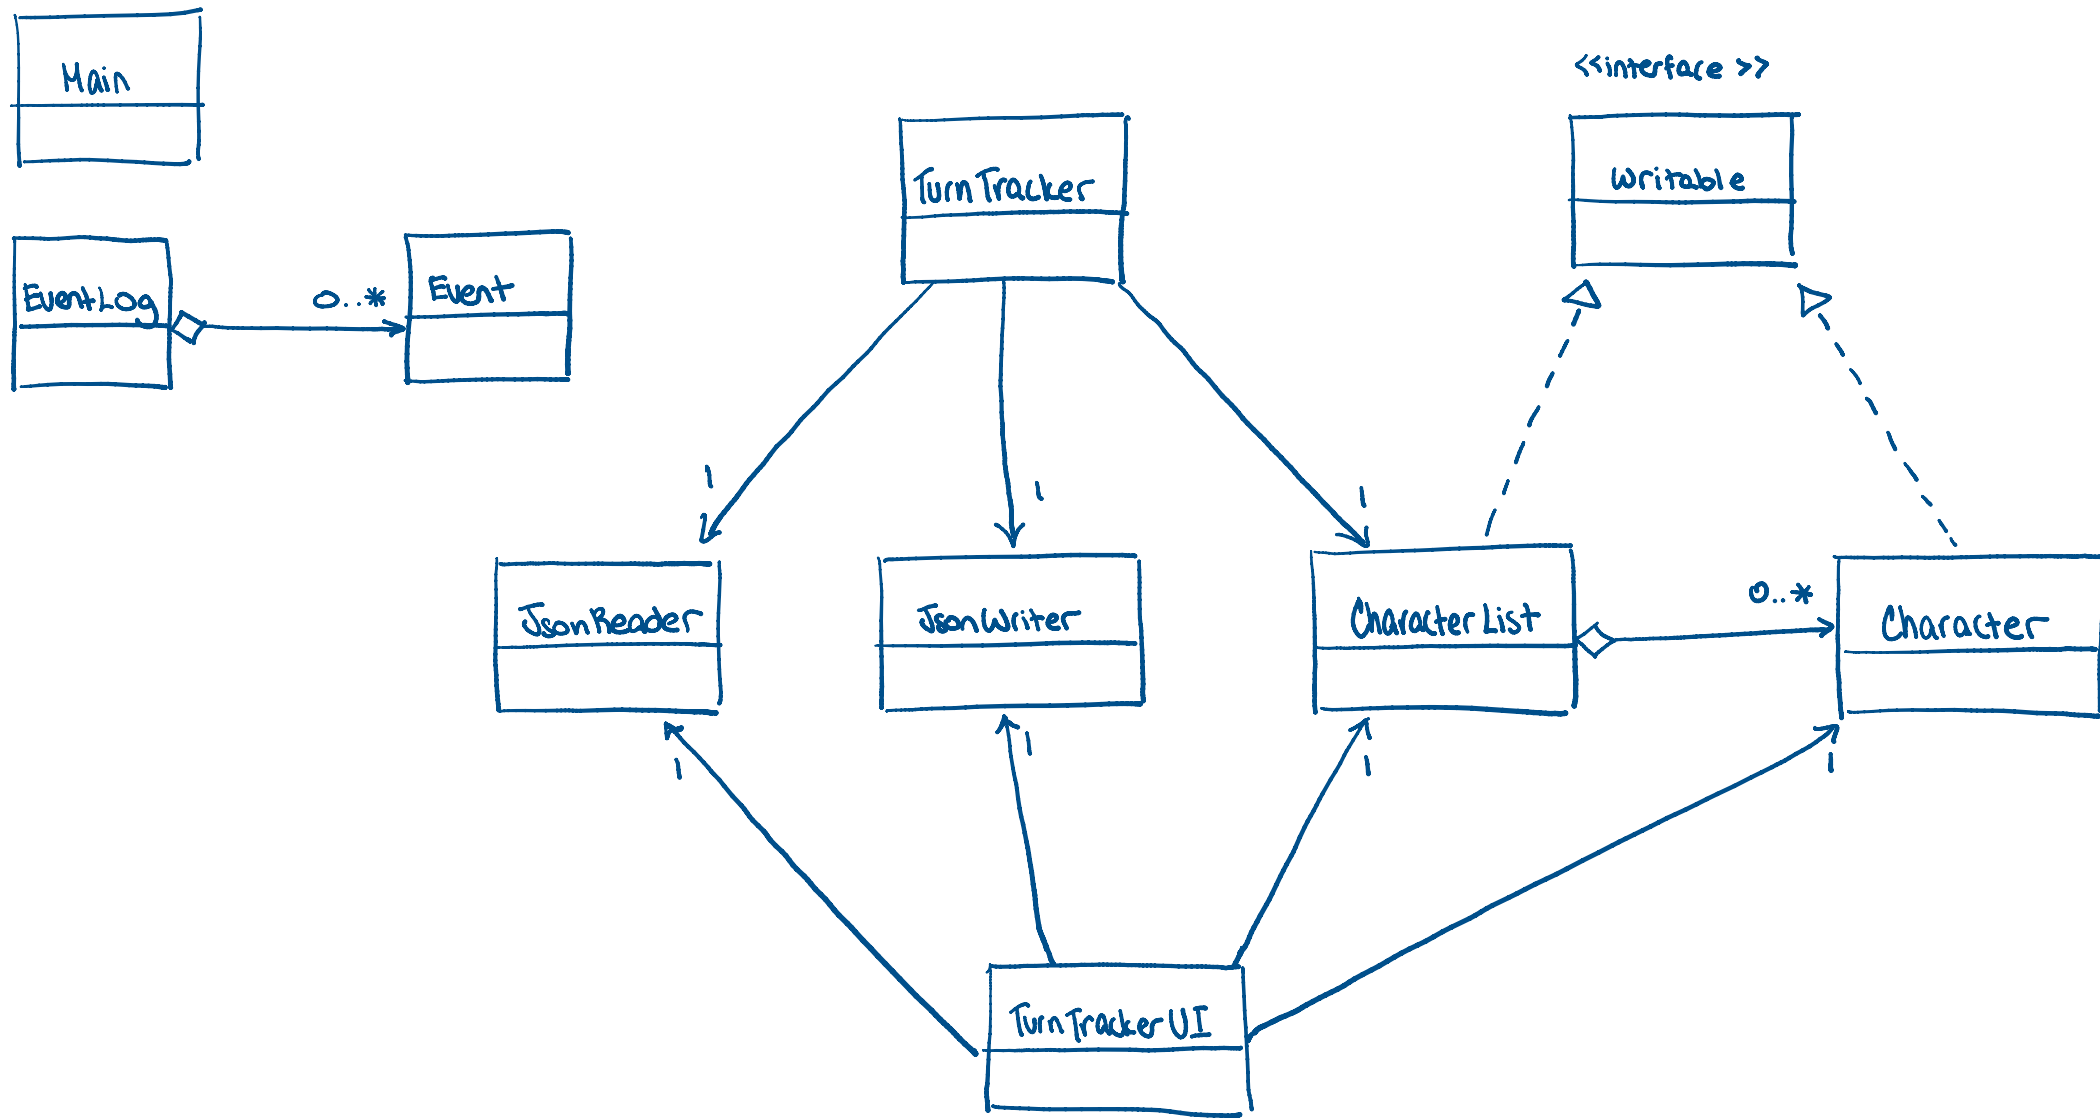 Main
<<interface>>
TurnTracker
Writable
EventLog
0..*
Event
1
1
1
JsonReader
JsonWriter
CharacterList
0..*
Character
1
1
1
1
TurnTrackerUI